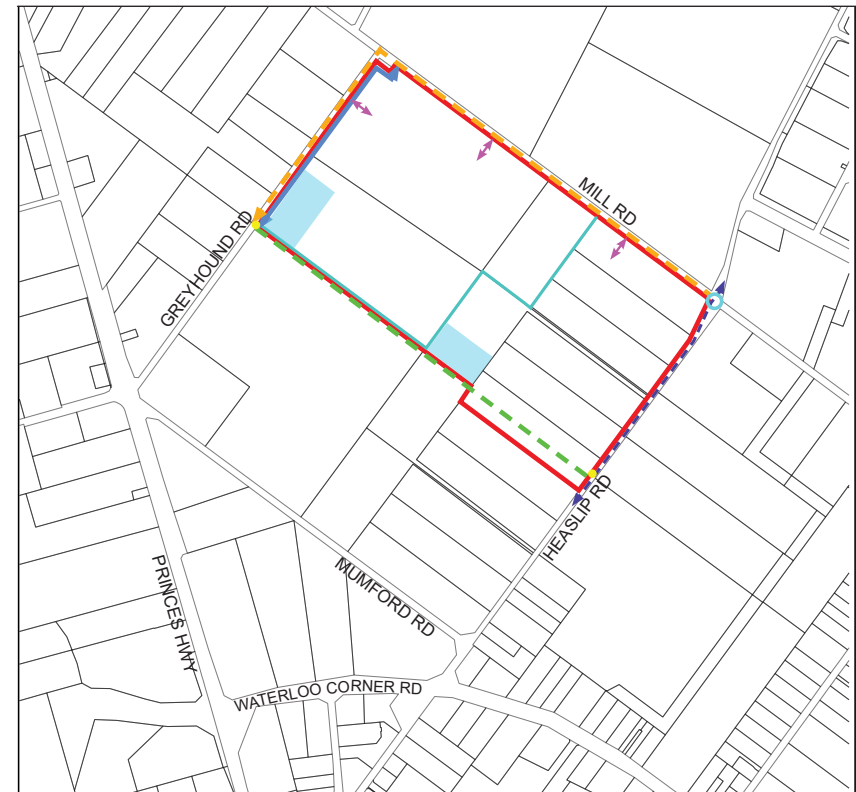 MILL RD
GREYHOUND RD
HEASLIP RD
PRINCES HWY
MUMFORD RD
WATERLOO CORNER RD